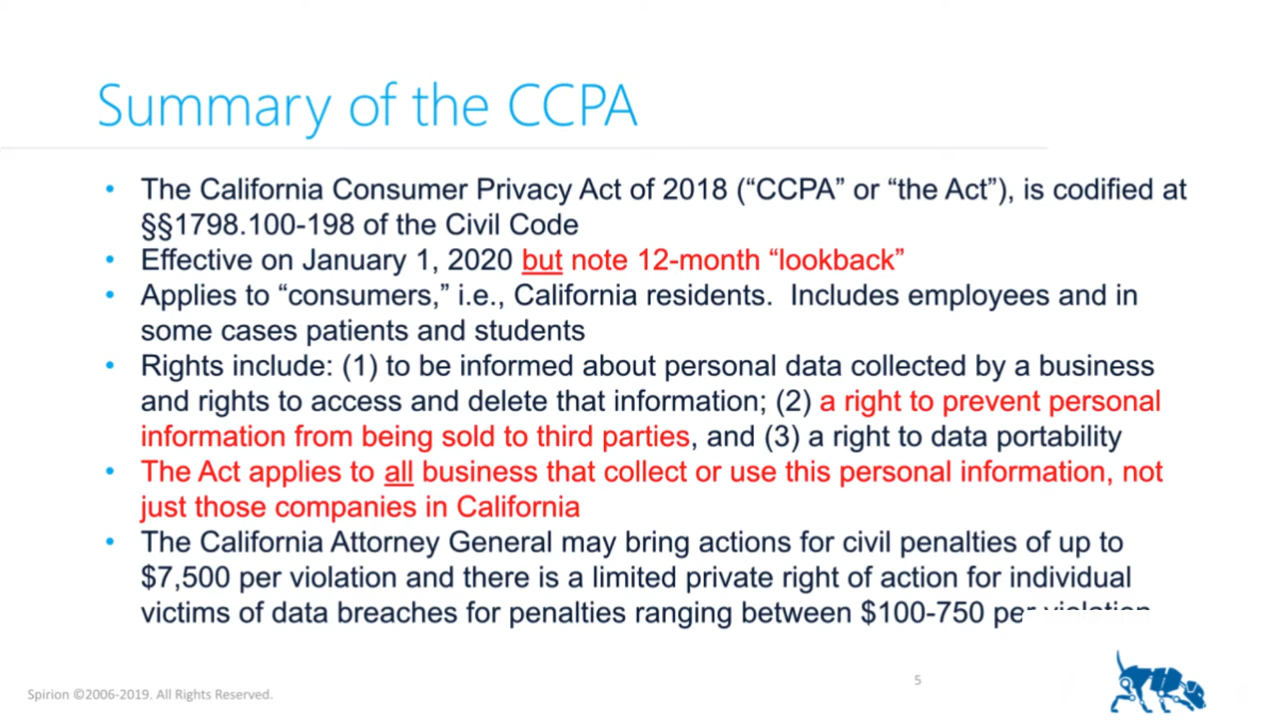 Summary of the CCPA
• The California Consumer Privacy Act of 2018 (“CCPA” or “the Act”), is codified at
§§1798.100-198 of the Civil Code
• Effective on January 1, 2020 but note 12-month “lookback”
• Applies to “consumers,” i.e., California residents.  Includes employees and in
some cases patients and students
• Rights include: (1) to be informed about personal data collected by a business
and rights to access and delete that information; (2) a right to prevent personal
information from being sold to third parties, and (3) a right to data portability
• The Act applies to all business that collect or use this personal information, not
just those companies in California
• The California Attorney General may bring actions for civil penalties of up to
$7,500 per violation and there is a limited private right of action for individual
victims of data breaches for penalties ranging between $100-750 per violation
Spirion ©2006-2019. All Rights Reserved.
5